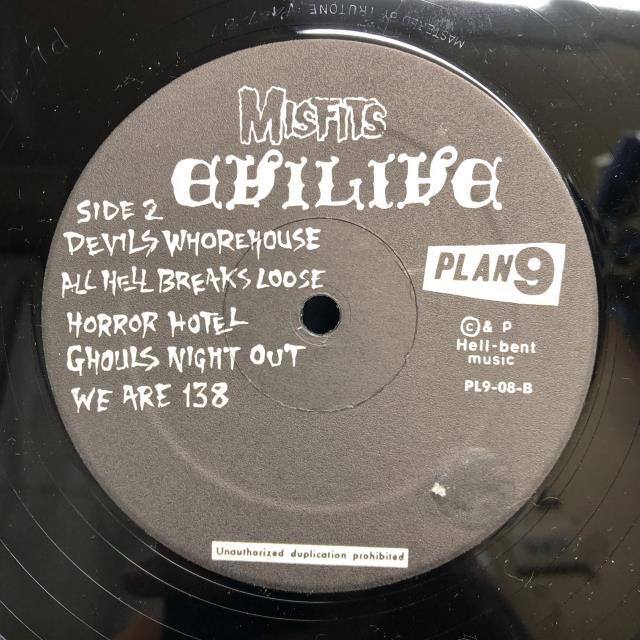 MASTERED BY TRUTONE
MISFITS
EVILIVE
SIDE 2
DEVILS WHOREHOUSE
ALL HELL BREAKS LOOSE
HORROR HOTEL
GHOULS NIGHT OUT
WE ARE 138
PLAN 9
© & P
Hell-bent
music
PL9-08-B
Unauthorized duplication prohibited